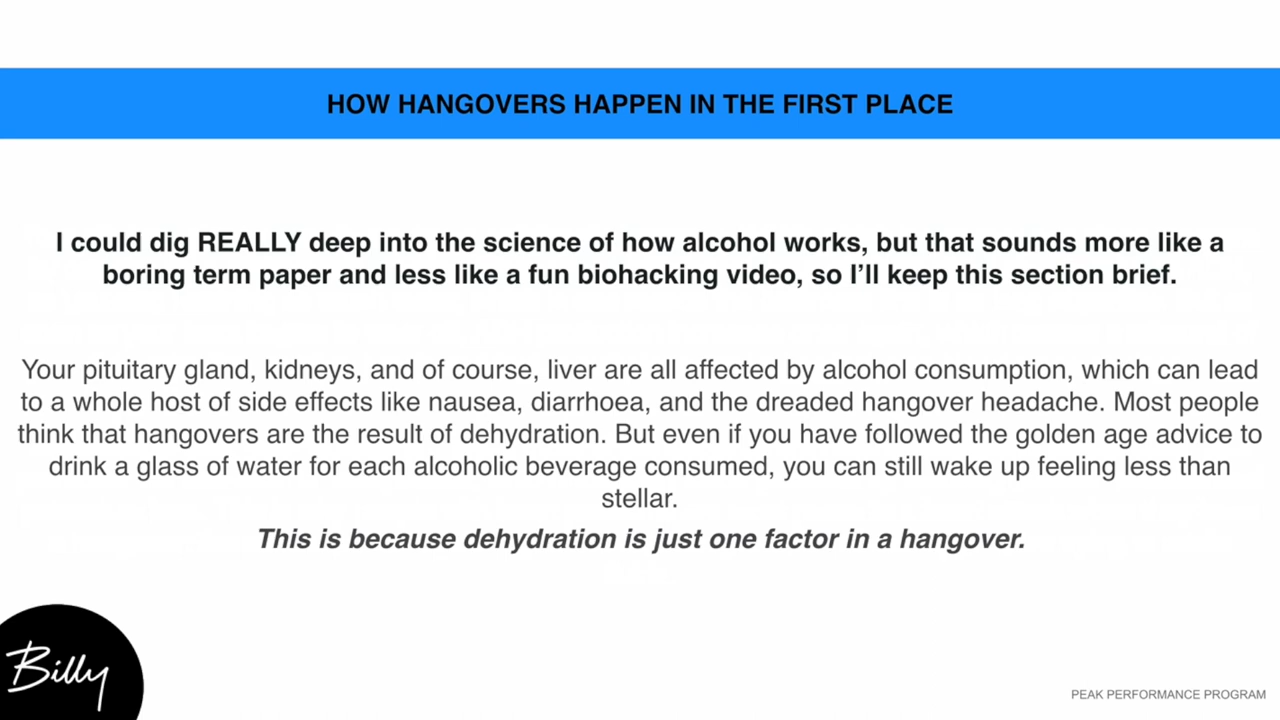 HOW HANGOVERS HAPPEN IN THE FIRST PLACE
I could dig REALLY deep into the science of how alcohol works, but that sounds more like a
boring term paper and less like a fun biohacking video, so I’ll keep this section brief.
Your pituitary gland, kidneys, and of course, liver are all affected by alcohol consumption, which can lead
to a whole host of side effects like nausea, diarrhoea, and the dreaded hangover headache. Most people
think that hangovers are the result of dehydration. But even if you have followed the golden age advice to
drink a glass of water for each alcoholic beverage consumed, you can still wake up feeling less than
stellar.
This is because dehydration is just one factor in a hangover.
Billy
PEAK PERFORMANCE PROGRAM